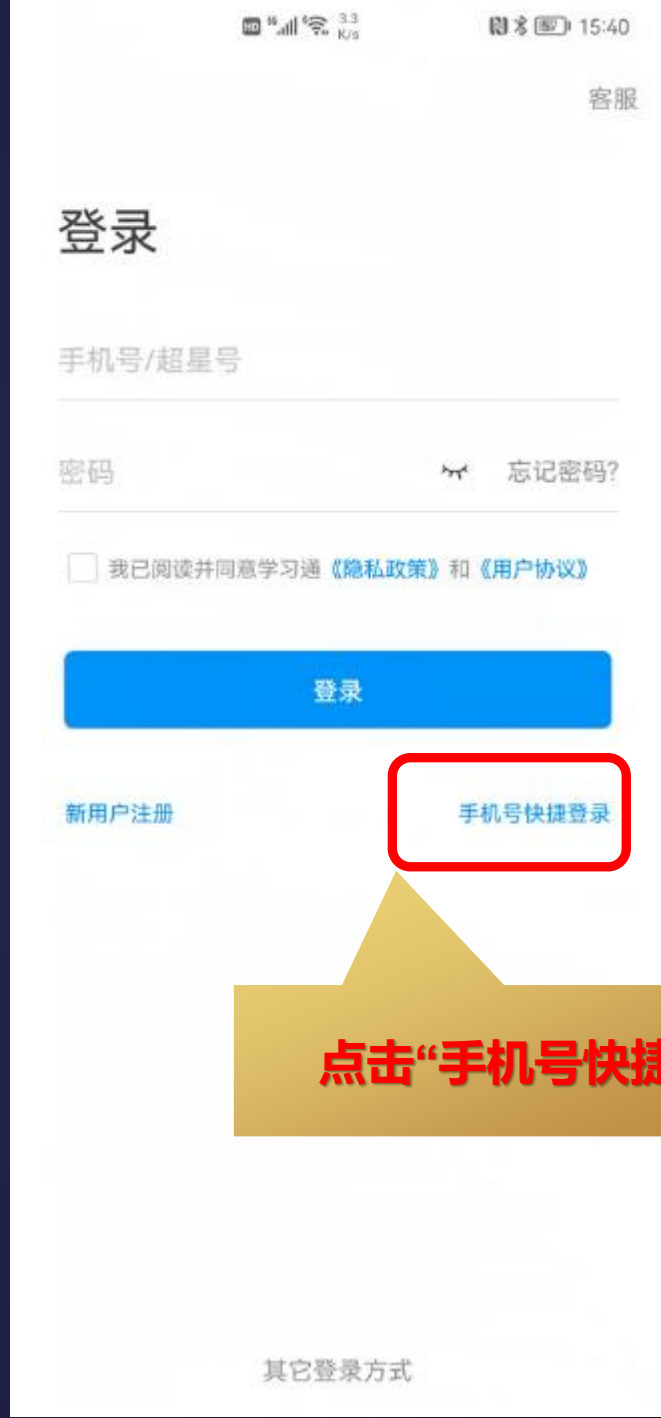 HD 3.3 K/s 15:40
客服
登录
手机号/超星号
密码 忘记密码?
我已阅读并同意学习通《隐私政策》和《用户协议》
登录
新用户注册 手机号快捷登录
点击“手机号快捷
其它登录方式